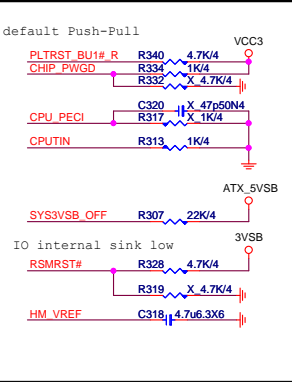 default Push-Pull
VCC3
PLTRST_BU1#_R R340 4.7K/4
CHIP_PWGD R334 1K/4
R332 X_4.7K/4
C320 X_47p50N4
CPU_PECI R317 X_1K/4
CPUTIN R313 1K/4
ATX_5VSB
SYS3VSB_OFF R307 22K/4
IO internal sink low 3VSB
RSMRST# R328 4.7K/4
R319 X_4.7K/4
HM_VREF C318 4.7u6.3X6